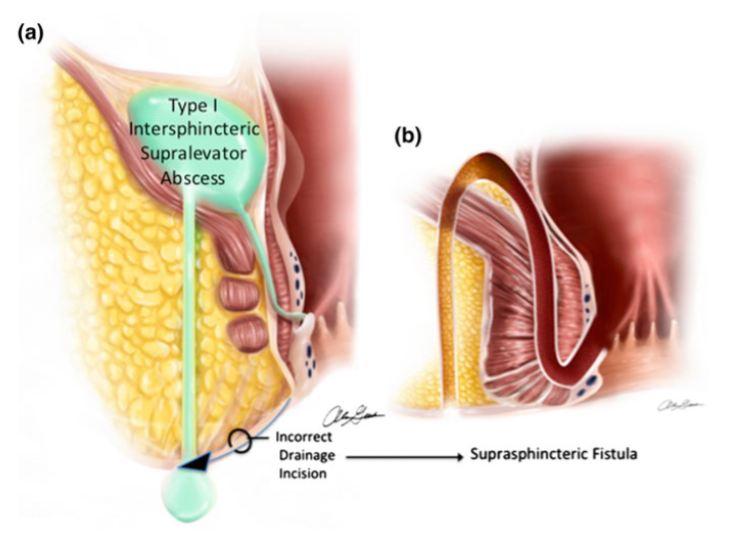 (a)
Type I
Intersphincteric
Supralevator
Abscess
(b)
Incorrect
Drainage
Incision
Suprasphincteric Fistula